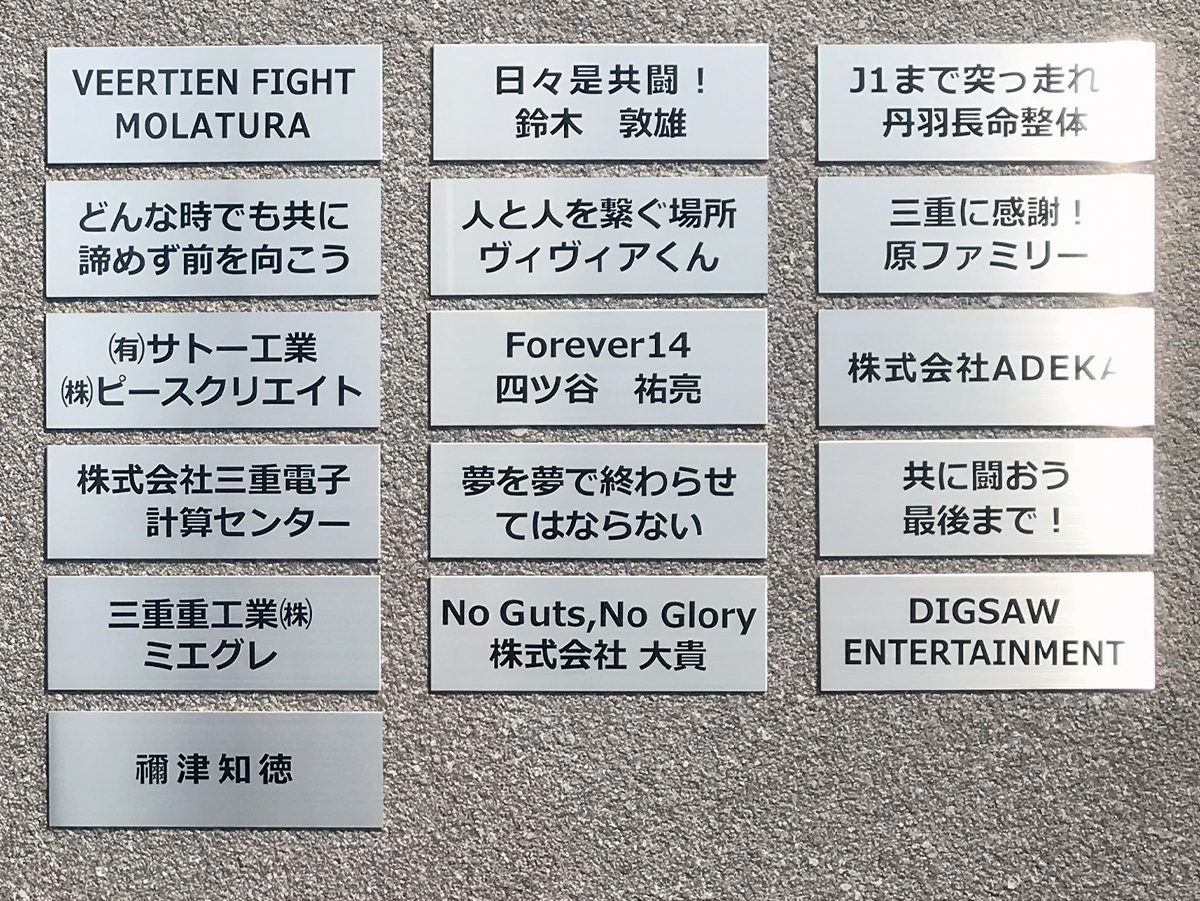 VEERTIEN FIGHT
MOLATURA
日々是共闘！
鈴木　敦雄
J1まで突っ走れ
丹羽長命整体
どんな時でも共に
諦めず前を向こう
人と人を繋ぐ場所
ヴィヴィアくん
三重に感謝！
原ファミリー
㈲サトー工業
㈱ピースクリエイト
Forever14
四ツ谷　祐亮
株式会社ADEKA
株式会社三重電子
計算センター
夢を夢で終わらせ
てはならない
共に闘おう
最後まで！
三重重工業㈱
ミエグレ
No Guts,No Glory
株式会社 大貴
DIGSAW
ENTERTAINMENT
禰津知徳